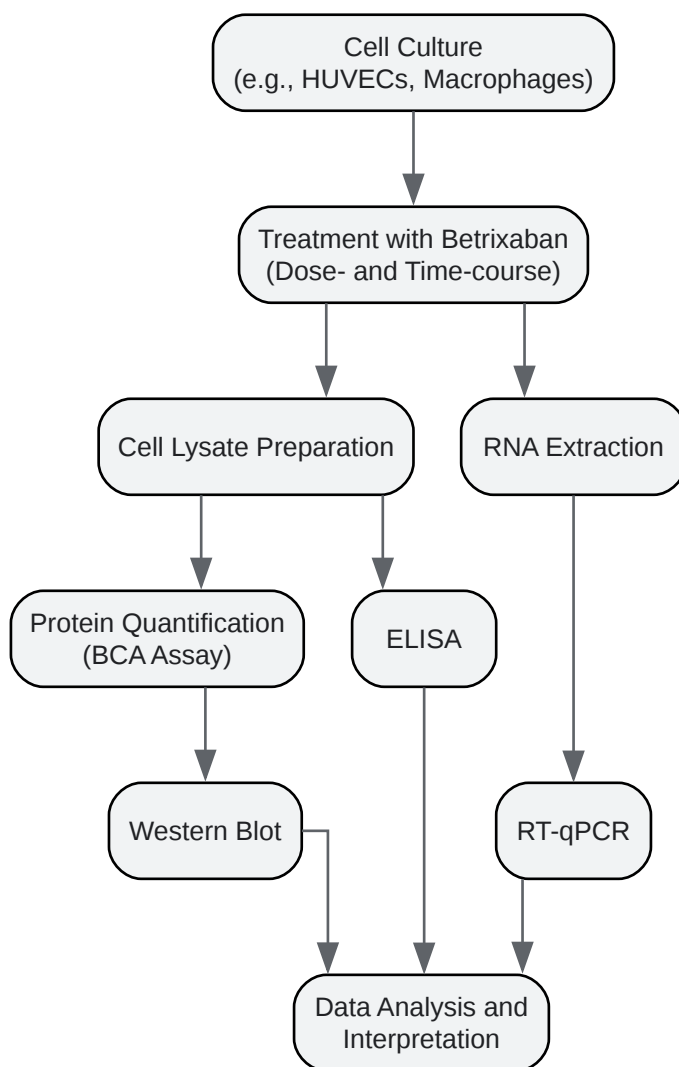 Cell Culture
(e.g., HUVECs, Macrophages)
Treatment with Betrixaban
(Dose- and Time-course)
Cell Lysate Preparation
RNA Extraction
Protein Quantification
(BCA Assay)
ELISA
Western Blot
RT-qPCR
Data Analysis and
Interpretation